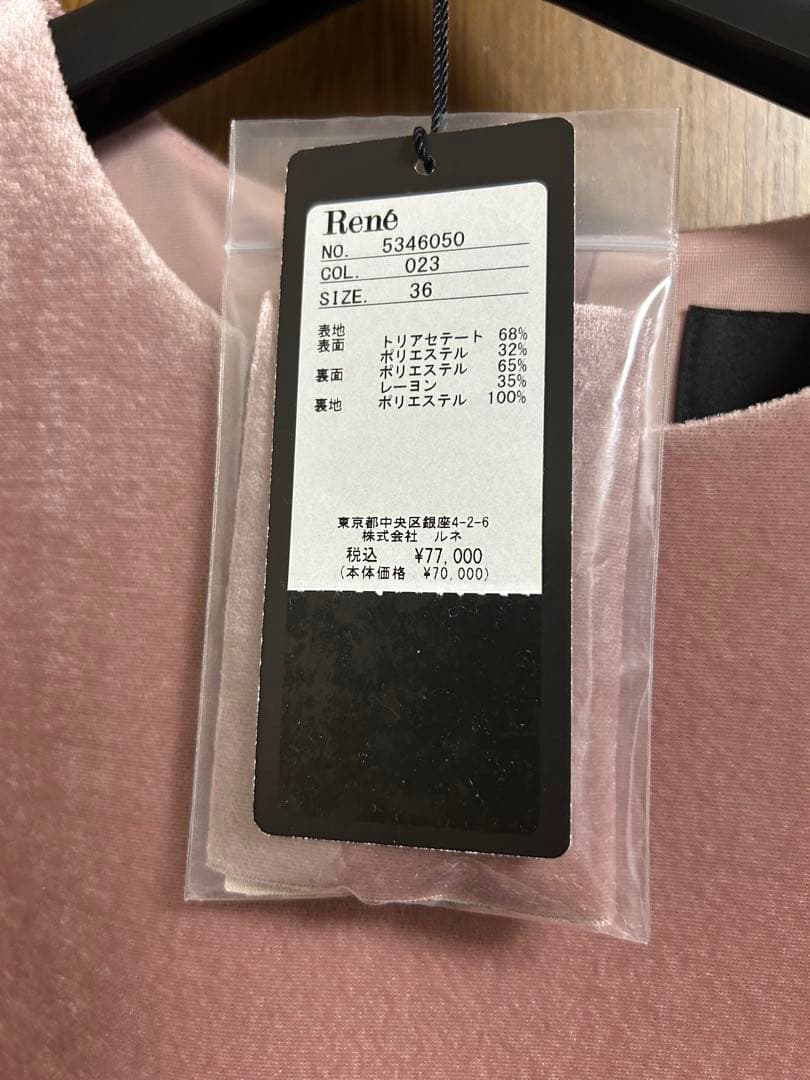 René
NO. 5346050
COL. 023
SIZE. 36
表地
表面 トリアセテート 68%
ポリエステル 32%
裏面 ポリエステル 65%
レーヨン 35%
裏地 ポリエステル 100%
東京都中央区銀座4-2-6
株式会社 ルネ
税込 ¥77,000
(本体価格 ¥70,000)